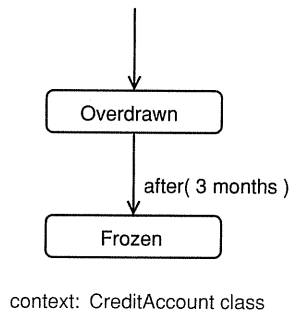 Overdrawn
after( 3 months )
Frozen
context: CreditAccount class